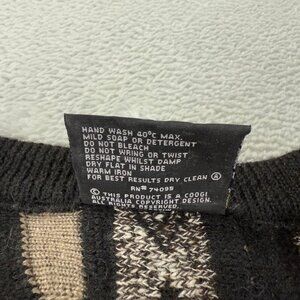 HAND WASH 40°C MAX.
MILD SOAP OR DETERGENT
DO NOT BLEACH
DO NOT WRING OR TWIST
RESHAPE WHILST DAMP
DRY FLAT IN SHADE
WARM IRON
FOR BEST RESULTS DRY CLEAN Ⓐ
RN# 74095
© THIS PRODUCT IS A COOGI
AUSTRALIA COPYRIGHT DESIGN.
ALL RIGHTS RESERVED.